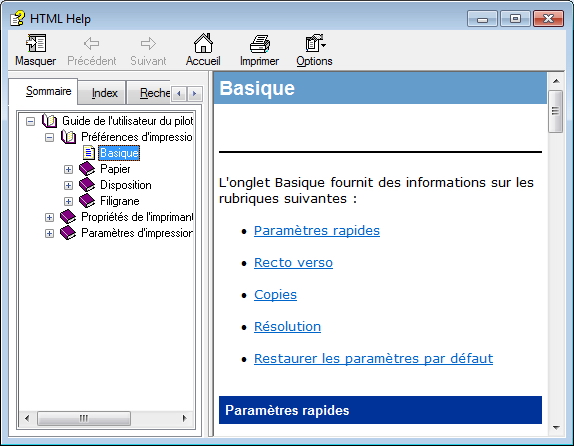 HTML Help
Masquer Précédent Suivant Accueil Imprimer Options
Sommaire Index Reche
Guide de l'utilisateur du pilot
Préférences d'impressio
Basique
Papier
Disposition
Filigrane
Propriétés de l'imprimant
Paramètres d'impression
Basique
L'onglet Basique fournit des informations sur les
rubriques suivantes :
• Paramètres rapides
• Recto verso
• Copies
• Résolution
• Restaurer les paramètres par défaut
Paramètres rapides